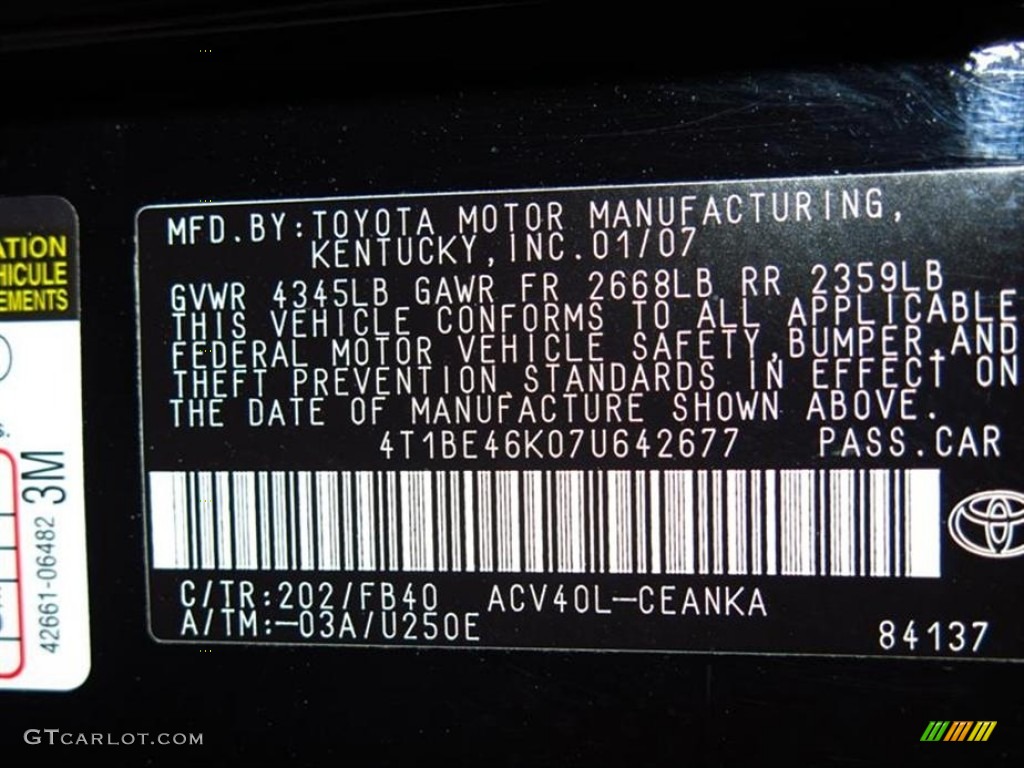 MFD.BY:TOYOTA MOTOR MANUFACTURING,
KENTUCKY,INC.01/07
GVWR 4345LB GAWR FR 2668LB RR 2359LB
THIS VEHICLE CONFORMS TO ALL APPLICABLE
FEDERAL MOTOR VEHICLE SAFETY,BUMPER,AND
THEFT PREVENTION STANDARDS IN EFFECT ON
THE DATE OF MANUFACTURE SHOWN ABOVE.
4T1BE46K07U642677 PASS.CAR
C/TR:202/FB40 ACV40L-CEANKA
A/TM:-03A/U250E
84137
ATION
HICULE
EMENTS
s.
3M
42661-06482
GTCARLOT.COM